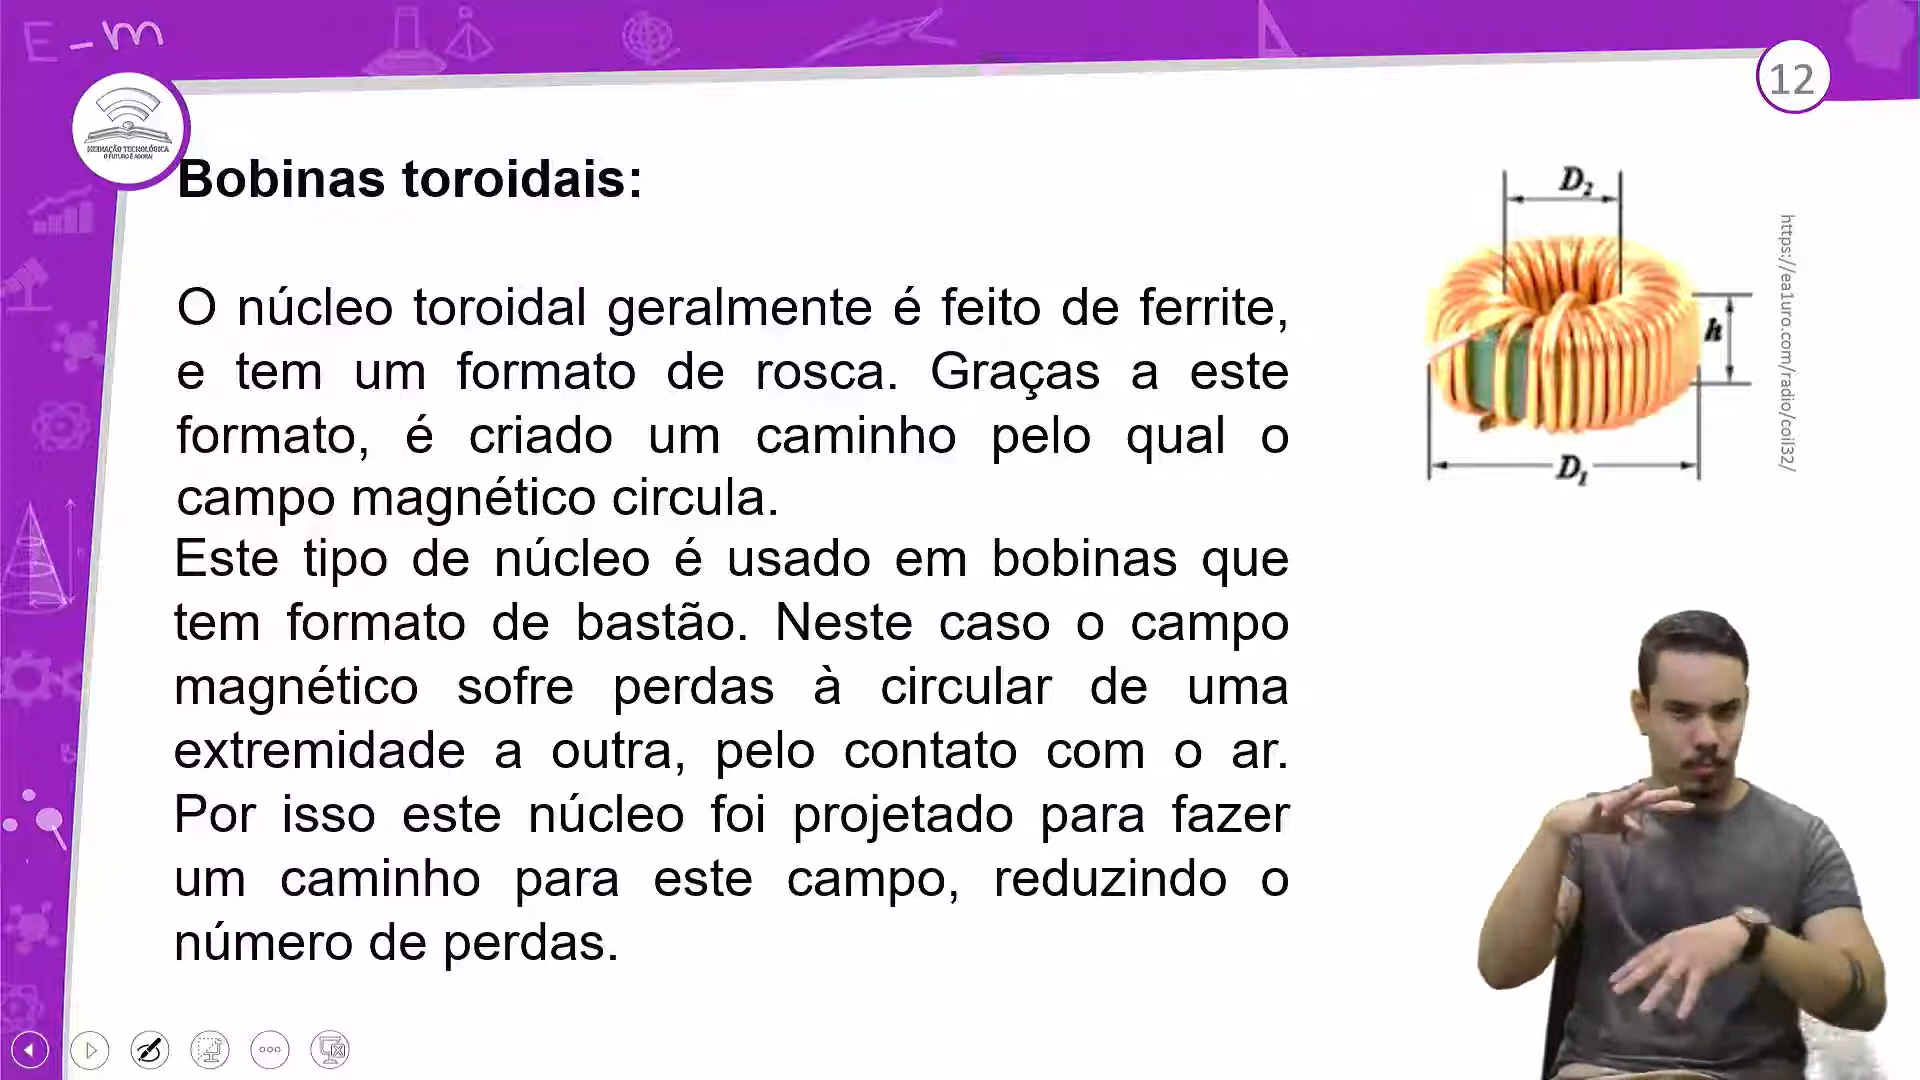 E-m
12
MEDIAÇÃO TECNOLÓGICA
O FUTURO É AGORA!
Bobinas toroidais:
O núcleo toroidal geralmente é feito de ferrite,
e tem um formato de rosca. Graças a este
formato, é criado um caminho pelo qual o
campo magnético circula.
Este tipo de núcleo é usado em bobinas que
tem formato de bastão. Neste caso o campo
magnético sofre perdas à circular de uma
extremidade a outra, pelo contato com o ar.
Por isso este núcleo foi projetado para fazer
um caminho para este campo, reduzindo o
número de perdas.
D2
h
D1
https://ea1uro.com/radio/coil32/